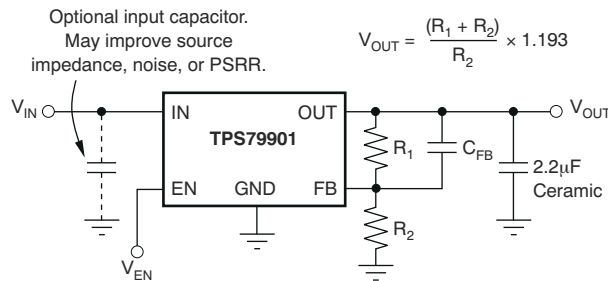 Optional input capacitor.
May improve source
impedance, noise, or PSRR.
V_OUT = (R_1 + R_2) / R_2 × 1.193
V_IN
IN
OUT
V_OUT
TPS79901
R_1
C_FB
EN
GND
FB
2.2μF
Ceramic
R_2
V_EN